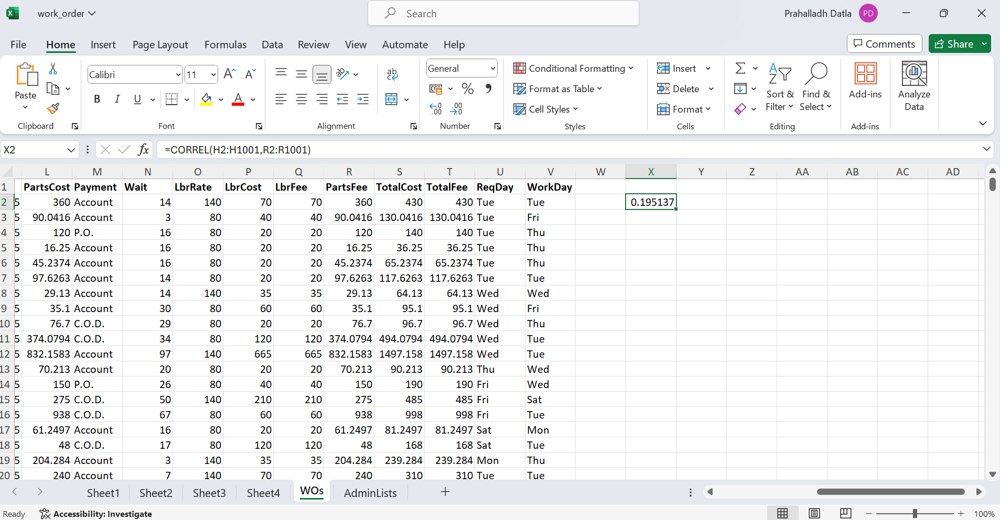 work_order
Search
Prahalladh Datla PD
File Home Insert Page Layout Formulas Data Review View Automate Help
Comments Share
Paste
Clipboard
Calibri 11
B I U
Font
ab
Alignment
General
% ,
Number
Conditional Formatting
Format as Table
Cell Styles
Styles
Insert
Delete
Format
Cells
Sort & Filter
Find & Select
Editing
Add-ins
Add-ins
Analyze Data
X2 fx =CORREL(H2:H1001,R2:R1001)
L M N O P Q R S T U V W X Y Z AA AB AC AD
1 PartsCost Payment Wait LbrRate LbrCost LbrFee PartsFee TotalCost TotalFee ReqDay WorkDay
2 5 360 Account 14 140 70 70 360 430 430 Tue Tue 0.195137
3 5 90.0416 Account 3 80 40 40 90.0416 130.0416 130.0416 Tue Fri
4 5 120 P.O. 16 80 20 20 120 140 140 Tue Thu
5 5 16.25 Account 16 80 20 20 16.25 36.25 36.25 Tue Thu
6 5 45.2374 Account 16 80 20 20 45.2374 65.2374 65.2374 Tue Thu
7 5 97.6263 Account 14 80 20 20 97.6263 117.6263 117.6263 Tue Tue
8 5 29.13 Account 14 140 35 35 29.13 64.13 64.13 Wed Wed
9 5 35.1 Account 30 80 60 60 35.1 95.1 95.1 Wed Fri
10 5 76.7 C.O.D. 29 80 20 20 76.7 96.7 96.7 Wed Thu
11 5 374.0794 C.O.D. 34 80 120 120 374.0794 494.0794 494.0794 Wed Tue
12 5 832.1583 Account 97 140 665 665 832.1583 1497.158 1497.158 Wed Tue
13 5 70.213 Account 20 80 20 20 70.213 90.213 90.213 Thu Wed
14 5 150 P.O. 26 80 40 40 150 190 190 Fri Wed
15 5 275 C.O.D. 50 140 210 210 275 485 485 Fri Sat
16 5 938 C.O.D. 67 80 60 60 938 998 998 Fri Tue
17 5 61.2497 Account 16 80 20 20 61.2497 81.2497 81.2497 Sat Mon
18 5 48 C.O.D. 17 80 120 120 48 168 168 Sat Tue
19 5 204.284 Account 3 140 35 35 204.284 239.284 239.284 Mon Thu
20 5 240 Account 7 140 70 70 240 310 310 Tue Tue
Sheet1 Sheet2 Sheet3 Sheet4 WOs AdminLists
Ready Accessibility: Investigate 100%